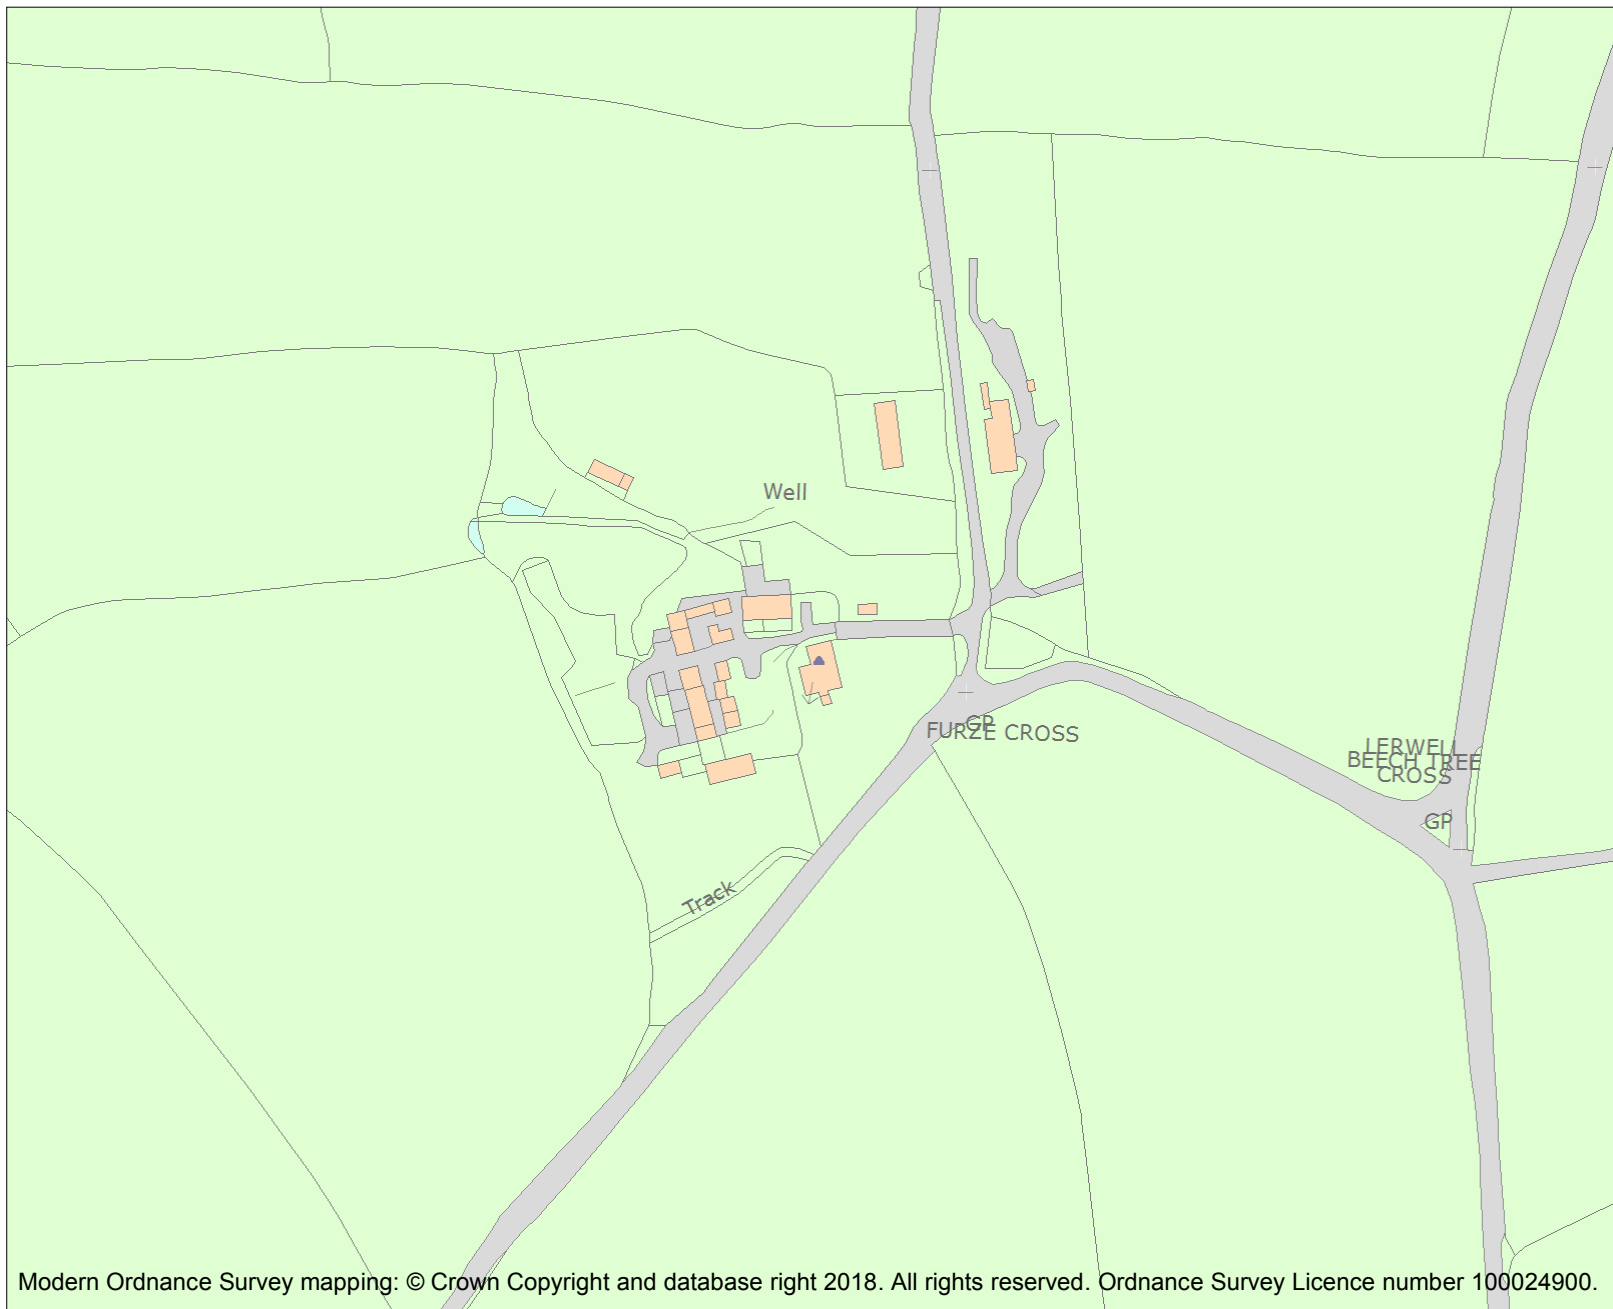 Well
GP
FURZE CROSS
LERWELL
BEECH TREE
CROSS
GP
Track
Modern Ordnance Survey mapping: © Crown Copyright and database right 2018. All rights reserved. Ordnance Survey Licence number 100024900.